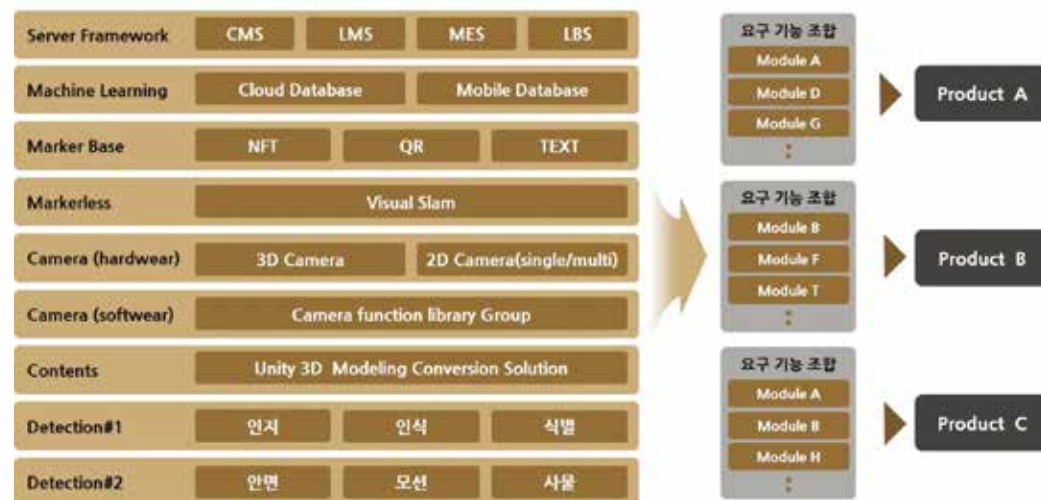 Server Framework CMS LMS MES LBS
Machine Learning Cloud Database Mobile Database
Marker Base NFT QR TEXT
Markerless Visual Slam
Camera (hardwear) 3D Camera 2D Camera(single/multi)
Camera (softwear) Camera function library Group
Contents Unity 3D Modeling Conversion Solution
Detection#1 인지 인식 식별
Detection#2 안면 모션 사물
요구 기능 조합
Module A
Module D
Module G
Product A
요구 기능 조합
Module B
Module F
Module T
Product B
요구 기능 조합
Module A
Module B
Module H
Product C